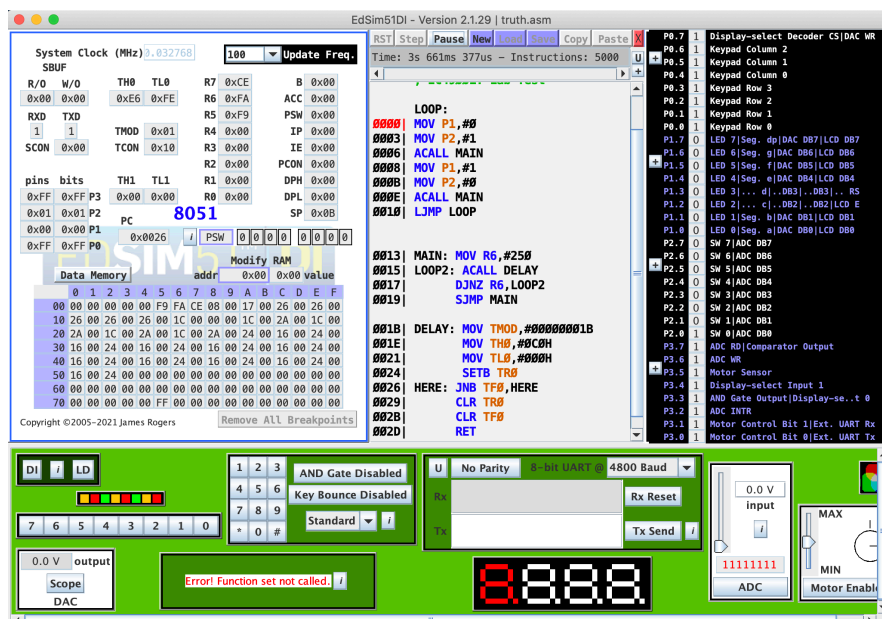 EdSim51DI - Version 2.1.29 | truth.asm
System Clock (MHz) 0.032768 100 Update Freq.
SBUF
R/O W/O TH0 TL0 R7 0xCE B 0x00
0x00 0x00 0xE6 0xFE R6 0xFA ACC 0x00
RXD TXD R5 0xF9 PSW 0x00
1 1 TMOD 0x01 R4 0x00 IP 0x00
SCON 0x00 TCON 0x10 R3 0x00 IE 0x00
R2 0x00 PCON 0x00
pins bits TH1 TL1 R1 0x00 DPH 0x00
0xFF 0xFF P3 0x00 0x00 R0 0x00 DPL 0x00
0x01 0x01 P2 PC 8051 SP 0x0B
0x00 0x00 P1
0xFF 0xFF P0 0x0026 i PSW 0 0 0 0 0 0 0 0
Modify RAM
Data Memory addr 0x00 0x00 value
0 1 2 3 4 5 6 7 8 9 A B C D E F
00 00 00 00 00 00 F9 FA CE 08 00 17 00 26 00 26 00
10 26 00 26 00 26 00 1C 00 00 00 1C 00 2A 00 1C 00
20 2A 00 1C 00 2A 00 1C 00 2A 00 24 00 16 00 24 00
30 16 00 24 00 16 00 24 00 16 00 24 00 16 00 24 00
40 16 00 24 00 16 00 24 00 16 00 24 00 16 00 24 00
50 16 00 24 00 00 00 00 00 00 00 00 00 00 00 00 00
60 00 00 00 00 00 00 00 00 00 00 00 00 00 00 00 00
70 00 00 00 00 00 FF 00 00 00 00 00 00 00 00 00 00
Copyright ©2005-2021 James Rogers Remove All Breakpoints
RST Step Pause New Load Save Copy Paste X
Time: 3s 661ms 377us - Instructions: 5000 U
LOOP:
0000| MOV P1,#0
0003| MOV P2,#1
0006| ACALL MAIN
0008| MOV P1,#1
000B| MOV P2,#0
000E| ACALL MAIN
0010| LJMP LOOP
0013| MAIN: MOV R6,#250
0015| LOOP2: ACALL DELAY
0017| DJNZ R6,LOOP2
0019| SJMP MAIN
001B| DELAY: MOV TMOD,#00000001B
001E| MOV TH0,#0C0H
0021| MOV TL0,#000H
0024| SETB TR0
0026| HERE: JNB TF0,HERE
0029| CLR TR0
002B| CLR TF0
002D| RET
P0.7 1 Display-select Decoder CS|DAC WR
P0.6 1 Keypad Column 2
P0.5 1 Keypad Column 1
P0.4 1 Keypad Column 0
P0.3 1 Keypad Row 3
P0.2 1 Keypad Row 2
P0.1 1 Keypad Row 1
P0.0 1 Keypad Row 0
P1.7 0 LED 7|Seg. dp|DAC DB7|LCD DB7
P1.6 0 LED 6|Seg. g|DAC DB6|LCD DB6
P1.5 0 LED 5|Seg. f|DAC DB5|LCD DB5
P1.4 0 LED 4|Seg. e|DAC DB4|LCD DB4
P1.3 0 LED 3|... d|..DB3|..DB3|.. RS
P1.2 0 LED 2|... c|..DB2|..DB2|LCD E
P1.1 0 LED 1|Seg. b|DAC DB1|LCD DB1
P1.0 0 LED 0|Seg. a|DAC DB0|LCD DB0
P2.7 0 SW 7|ADC DB7
P2.6 0 SW 6|ADC DB6
P2.5 0 SW 5|ADC DB5
P2.4 0 SW 4|ADC DB4
P2.3 0 SW 3|ADC DB3
P2.2 0 SW 2|ADC DB2
P2.1 0 SW 1|ADC DB1
P2.0 1 SW 0|ADC DB0
P3.7 1 ADC RD|Comparator Output
P3.6 1 ADC WR
P3.5 1 Motor Sensor
P3.4 1 Display-select Input 1
P3.3 1 AND Gate Output|Display-se..t 0
P3.2 1 ADC INTR
P3.1 1 Motor Control Bit 1|Ext. UART Rx
P3.0 1 Motor Control Bit 0|Ext. UART Tx
DI i LD
7 6 5 4 3 2 1 0
0.0 V output
Scope
DAC
1 2 3
4 5 6
7 8 9
* 0 #
AND Gate Disabled
Key Bounce Disabled
Standard i
Error! Function set not called. i
U No Parity 8-bit UART @ 4800 Baud
Rx Rx Reset
Tx Tx Send i
8.8.8.8.
0.0 V
input
i
11111111
ADC
MAX
MIN
Motor Enable